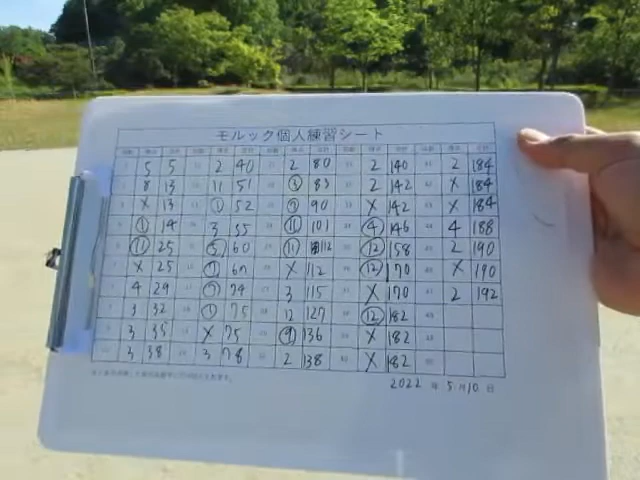 モルック個人練習シート
5 5 2 40 2 80 2 140 2 184
8 13 11 51 ③ 83 2 142 X 184
X 13 ① 52 ⑦ 90 X 142 X 184
① 14 3 55 ⑪ 101 ④ 146 4 188
⑪ 25 ⑤ 60 ⑪ 112 ⑫ 158 2 190
X 25 ⑦ X 112 ⑫ 170 X 190
4 29 ⑦ 74 3 115 X 170 2 192
3 32 ① 75 12 127 ⑫ 182
3 35 X 75 ⑨ 136 X 182
3 38 3 78 2 138 X 182
2022 年 5月10日